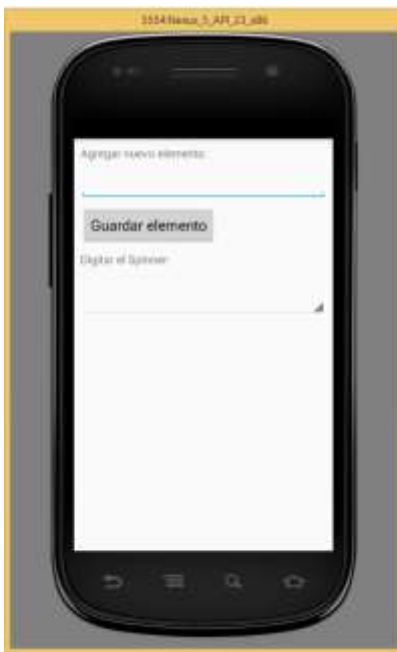 5554:Nexus_5_API_23_x86
Agregar nuevo elemento:
Guardar elemento
Digitar el Spinner